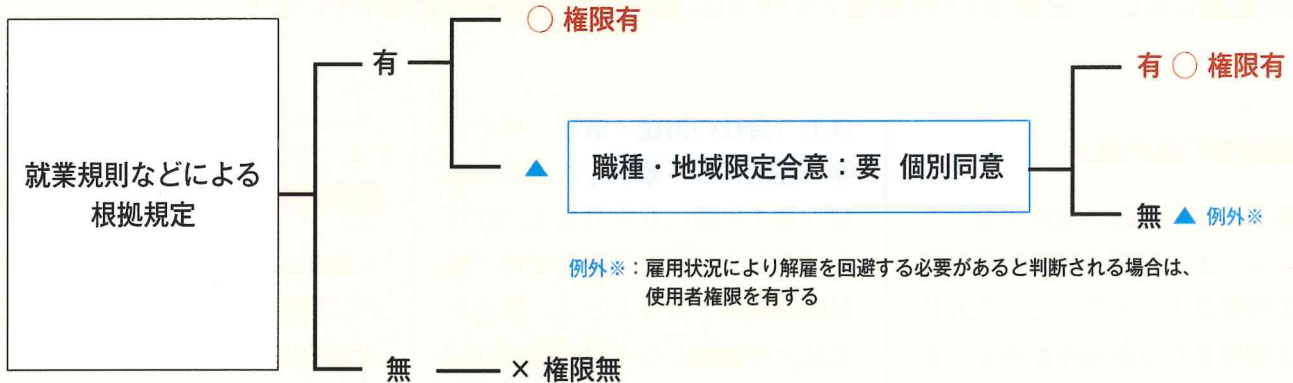 就業規則などによる
根拠規定
有
○ 権限有
▲
職種・地域限定合意:要 個別同意
有 ○ 権限有
無 ▲ 例外※
例外※:雇用状況により解雇を回避する必要があると判断される場合は、
使用者権限を有する
無
× 権限無